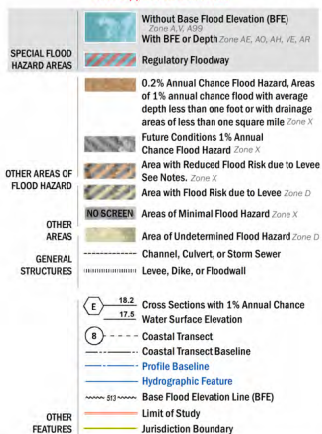 Without Base Flood Elevation (BFE)
Zone A,V, A99
With BFE or Depth Zone AE, AO, AH, VE, AR
SPECIAL FLOOD
HAZARD AREAS
Regulatory Floodway
0.2% Annual Chance Flood Hazard, Areas
of 1% annual chance flood with average
depth less than one foot or with drainage
areas of less than one square mile Zone X
Future Conditions 1% Annual
Chance Flood Hazard Zone X
OTHER AREAS OF
FLOOD HAZARD
Area with Reduced Flood Risk due to Levee
See Notes. Zone X
Area with Flood Risk due to Levee Zone D
NO SCREEN Areas of Minimal Flood Hazard Zone X
OTHER
AREAS
Area of Undetermined Flood Hazard Zone D
GENERAL
STRUCTURES
Channel, Culvert, or Storm Sewer
Levee, Dike, or Floodwall
E 18.2 Cross Sections with 1% Annual Chance
17.5 Water Surface Elevation
8 Coastal Transect
Coastal Transect Baseline
Profile Baseline
Hydrographic Feature
513 Base Flood Elevation Line (BFE)
OTHER
FEATURES
Limit of Study
Jurisdiction Boundary